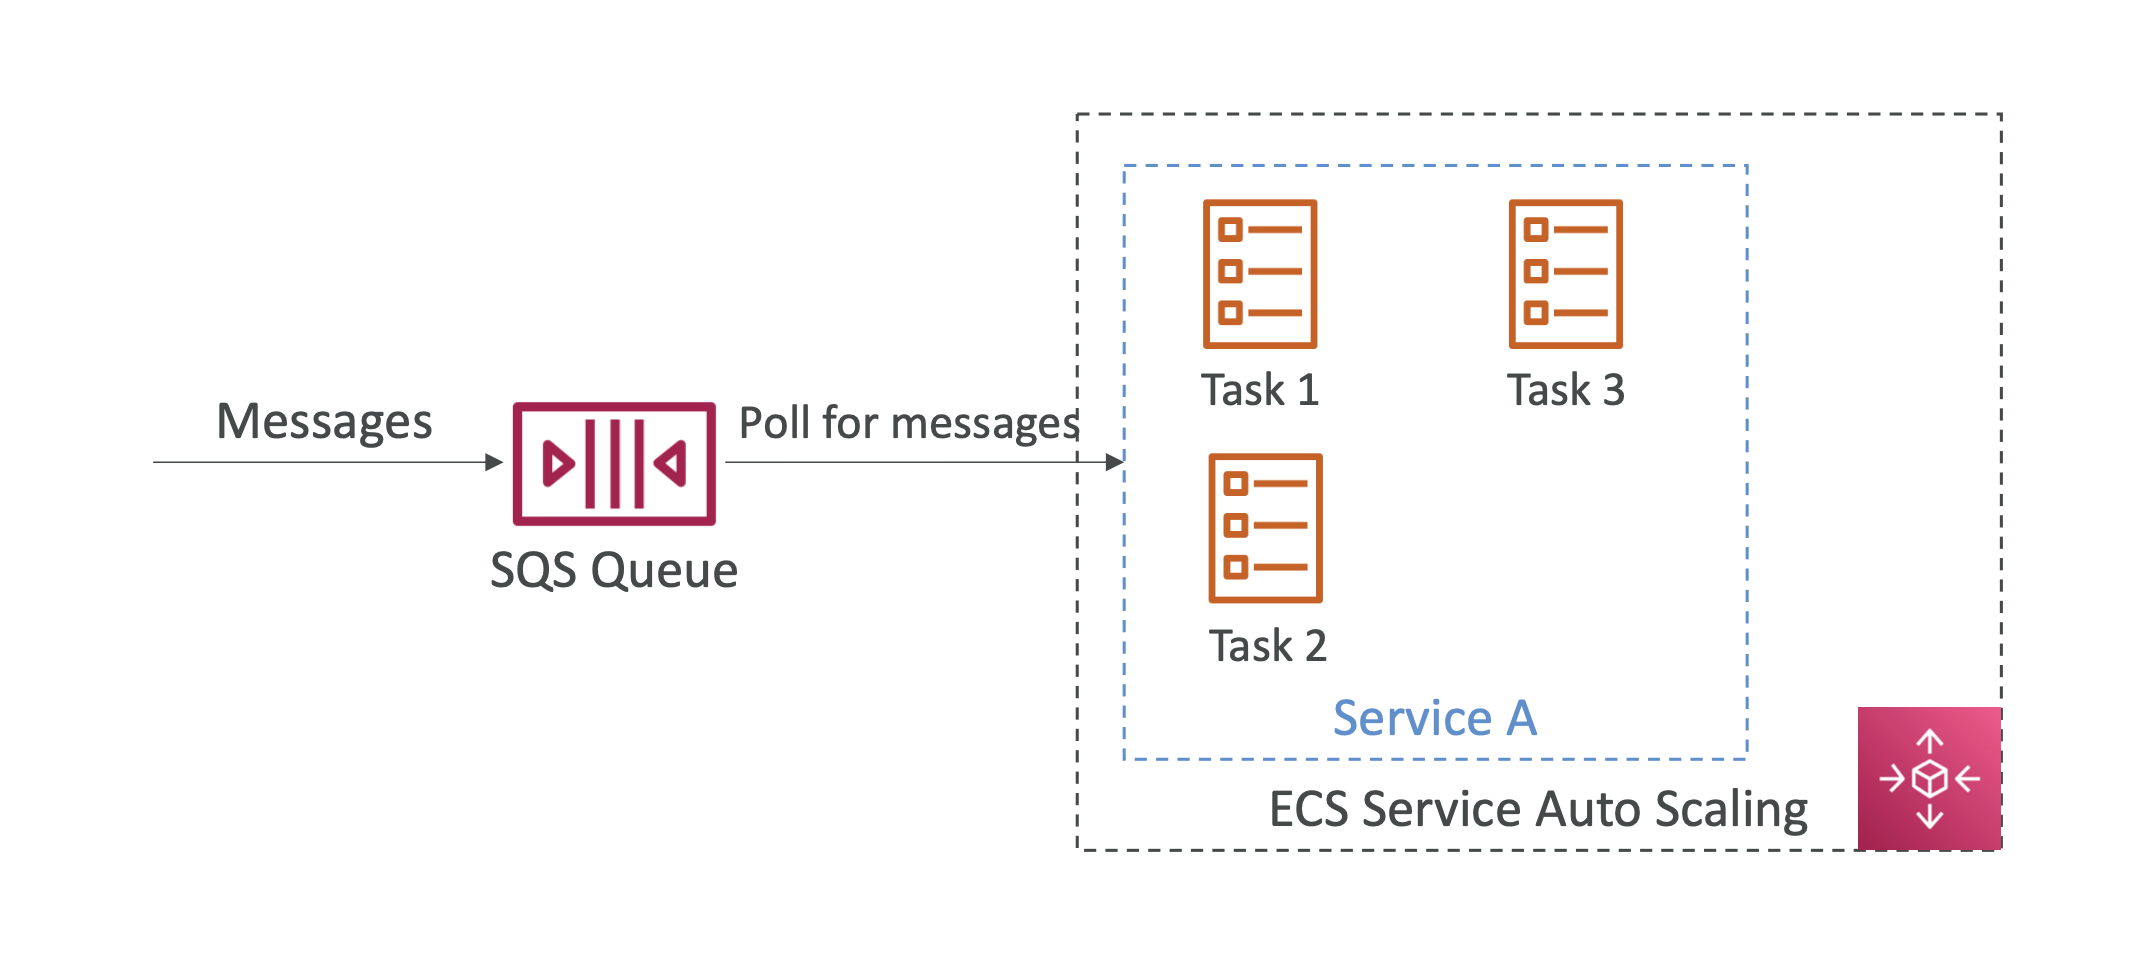 Messages
SQS Queue
Poll for messages
Task 1
Task 3
Task 2
Service A
ECS Service Auto Scaling